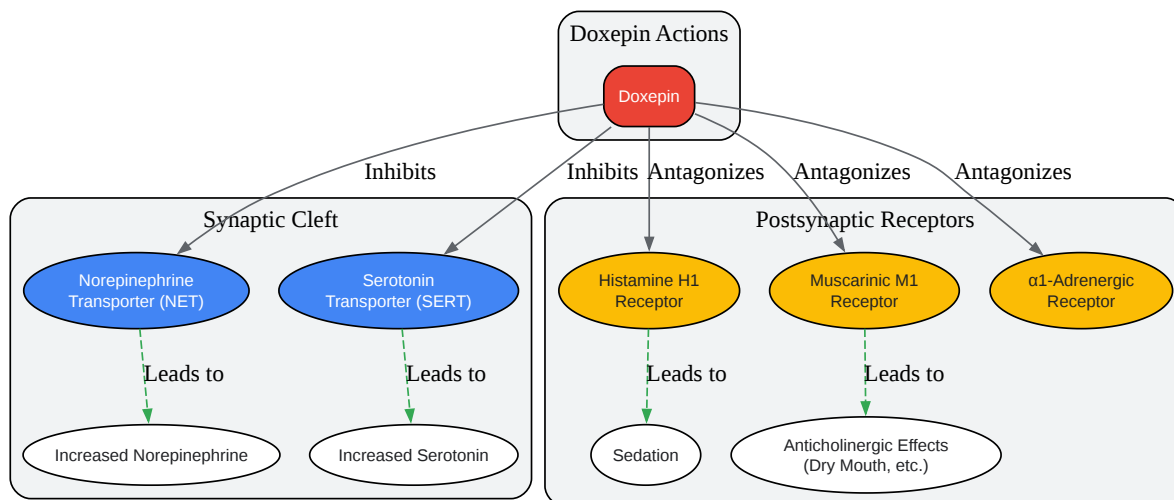 Doxepin Actions
Doxepin
Inhibits
Inhibits
Antagonizes
Antagonizes
Antagonizes
Synaptic Cleft
Postsynaptic Receptors
Norepinephrine
Transporter (NET)
Serotonin
Transporter (SERT)
Histamine H1
Receptor
Muscarinic M1
Receptor
α1-Adrenergic
Receptor
Leads to
Leads to
Leads to
Leads to
Increased Norepinephrine
Increased Serotonin
Sedation
Anticholinergic Effects
(Dry Mouth, etc.)